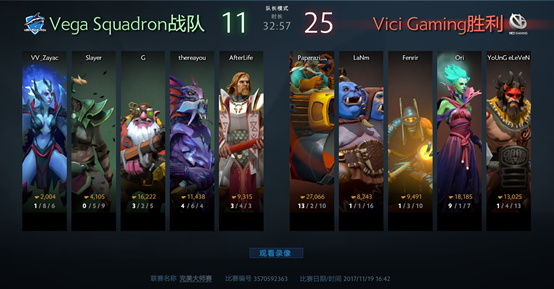 Vega Squadron战队 11 队长模式 时长 32:57 25 Vici Gaming胜利
VICI GAMING
VV_Zayac Slayer G thereayou AfterLife Paparazi... LaNm Fenrir Ori YoUnG eLeVeN
2,004 4,105 16,222 11,438 9,315 27,066 8,743 9,491 18,185 13,025
1 / 8 / 6 0 / 5 / 9 3 / 2 / 5 4 / 6 / 4 3 / 4 / 3 13 / 2 / 10 1 / 1 / 16 1 / 3 / 10 9 / 1 / 7 1 / 4 / 13
观看录像
联赛名称 完美大师赛 比赛编号 3570592363 比赛日期/时间 2017/11/19 16:42